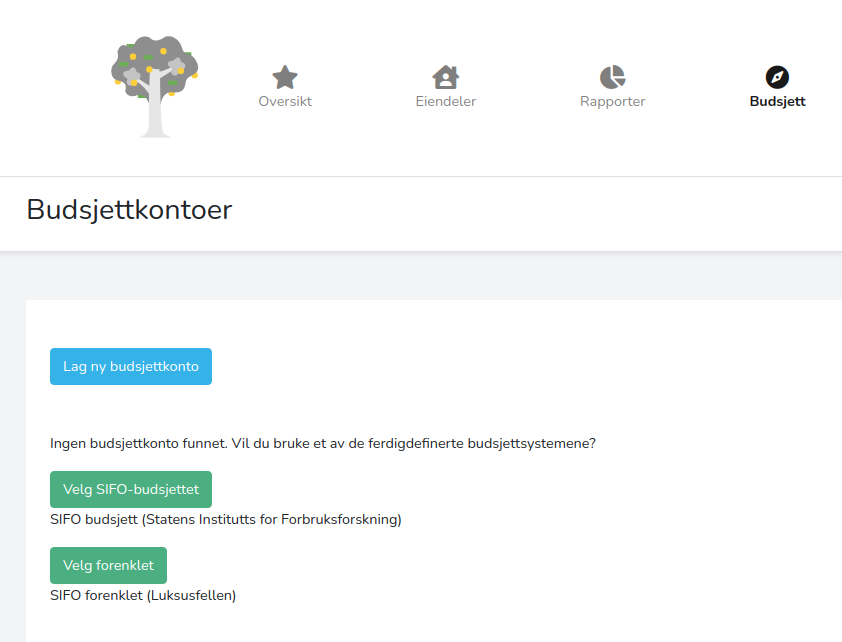 Oversikt
Eiendeler
Rapporter
Budsjett
Budsjettkontoer
Lag ny budsjettkonto
Ingen budsjettkonto funnet. Vil du bruke et av de ferdigdefinerte budsjettsystemene?
Velg SIFO-budsjettet
SIFO budsjett (Statens Institutts for Forbruksforskning)
Velg forenklet
SIFO forenklet (Luksusfellen)